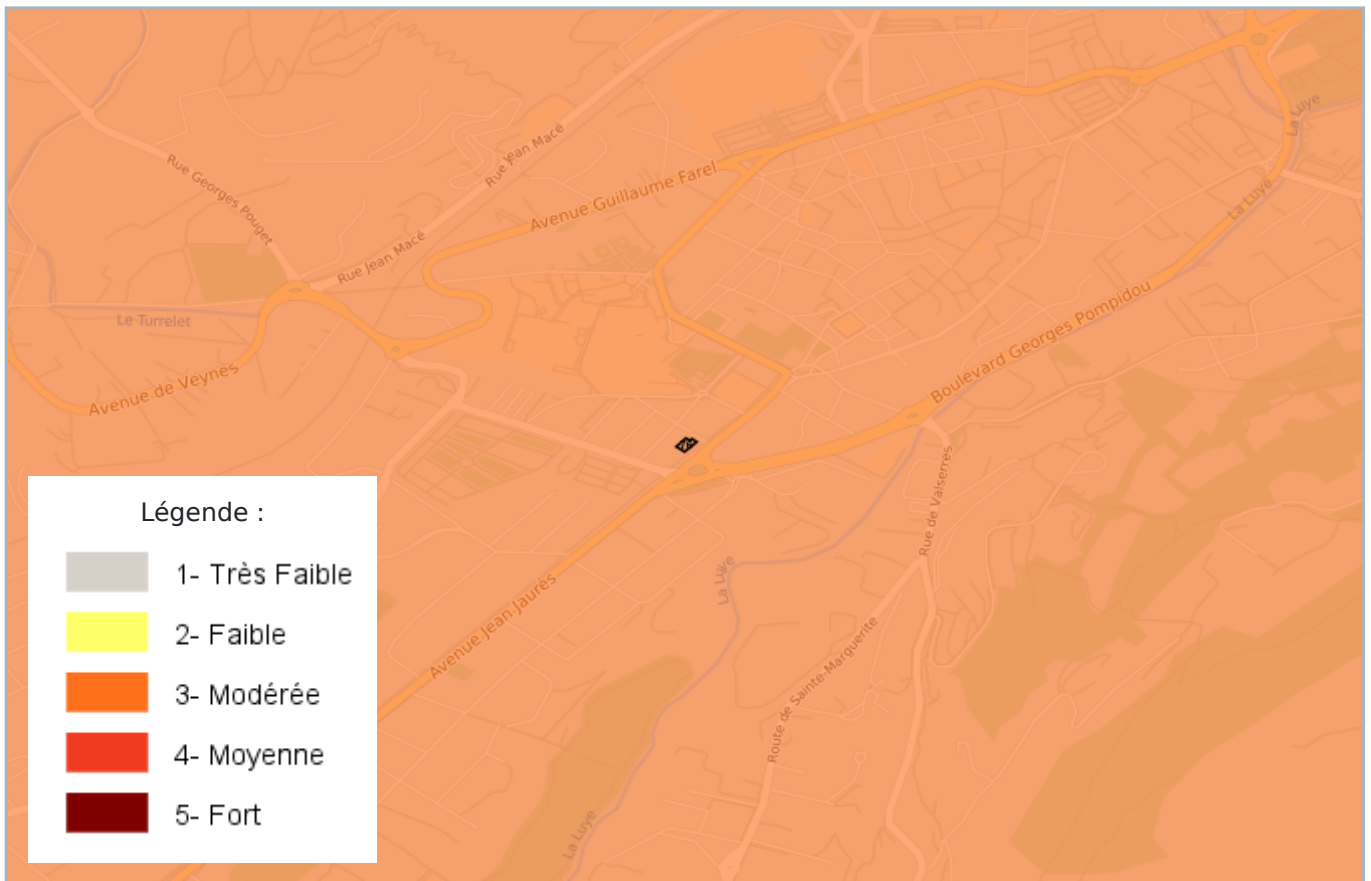 Rue Jean Macé
La Luye
Rue Georges Pouget
Avenue Guillaume Farel
La Luye
Rue Jean Macé
Le Turrelet
Boulevard Georges Pompidou
Avenue de Veynes
Rue de Valserres
La Luye
Avenue Jean Jaurès
Route de Sainte-Marguerite
La Luye
Légende :
1- Très Faible
2- Faible
3- Modérée
4- Moyenne
5- Fort